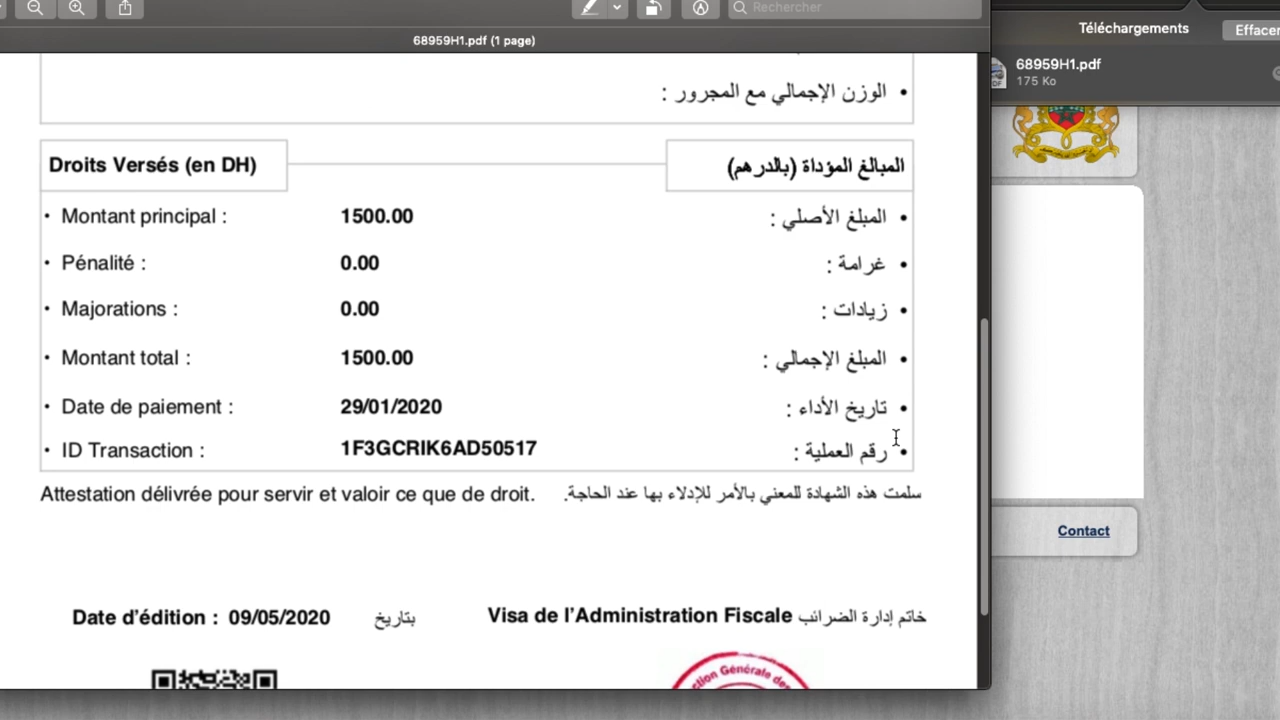 Rechercher
68959H1.pdf (1 page)
Téléchargements
Effacer
68959H1.pdf
175 Ko
• الوزن الإجمالي مع المجرور :
Droits Versés (en DH) المبالغ المؤداة (بالدرهم)
• Montant principal : 1500.00 • المبلغ الأصلي :
• Pénalité : 0.00 • غرامة :
• Majorations : 0.00 • زيادات :
• Montant total : 1500.00 • المبلغ الإجمالي :
• Date de paiement : 29/01/2020 • تاريخ الأداء :
• ID Transaction : 1F3GCRIK6AD50517 • رقم العملية :
Attestation délivrée pour servir et valoir ce que de droit. سلمت هذه الشهادة للمعني بالأمر للإدلاء بها عند الحاجة.
Contact
Date d’édition : 09/05/2020 بتاريخ Visa de l’Administration Fiscale خاتم إدارة الضرائب
ction Générale des